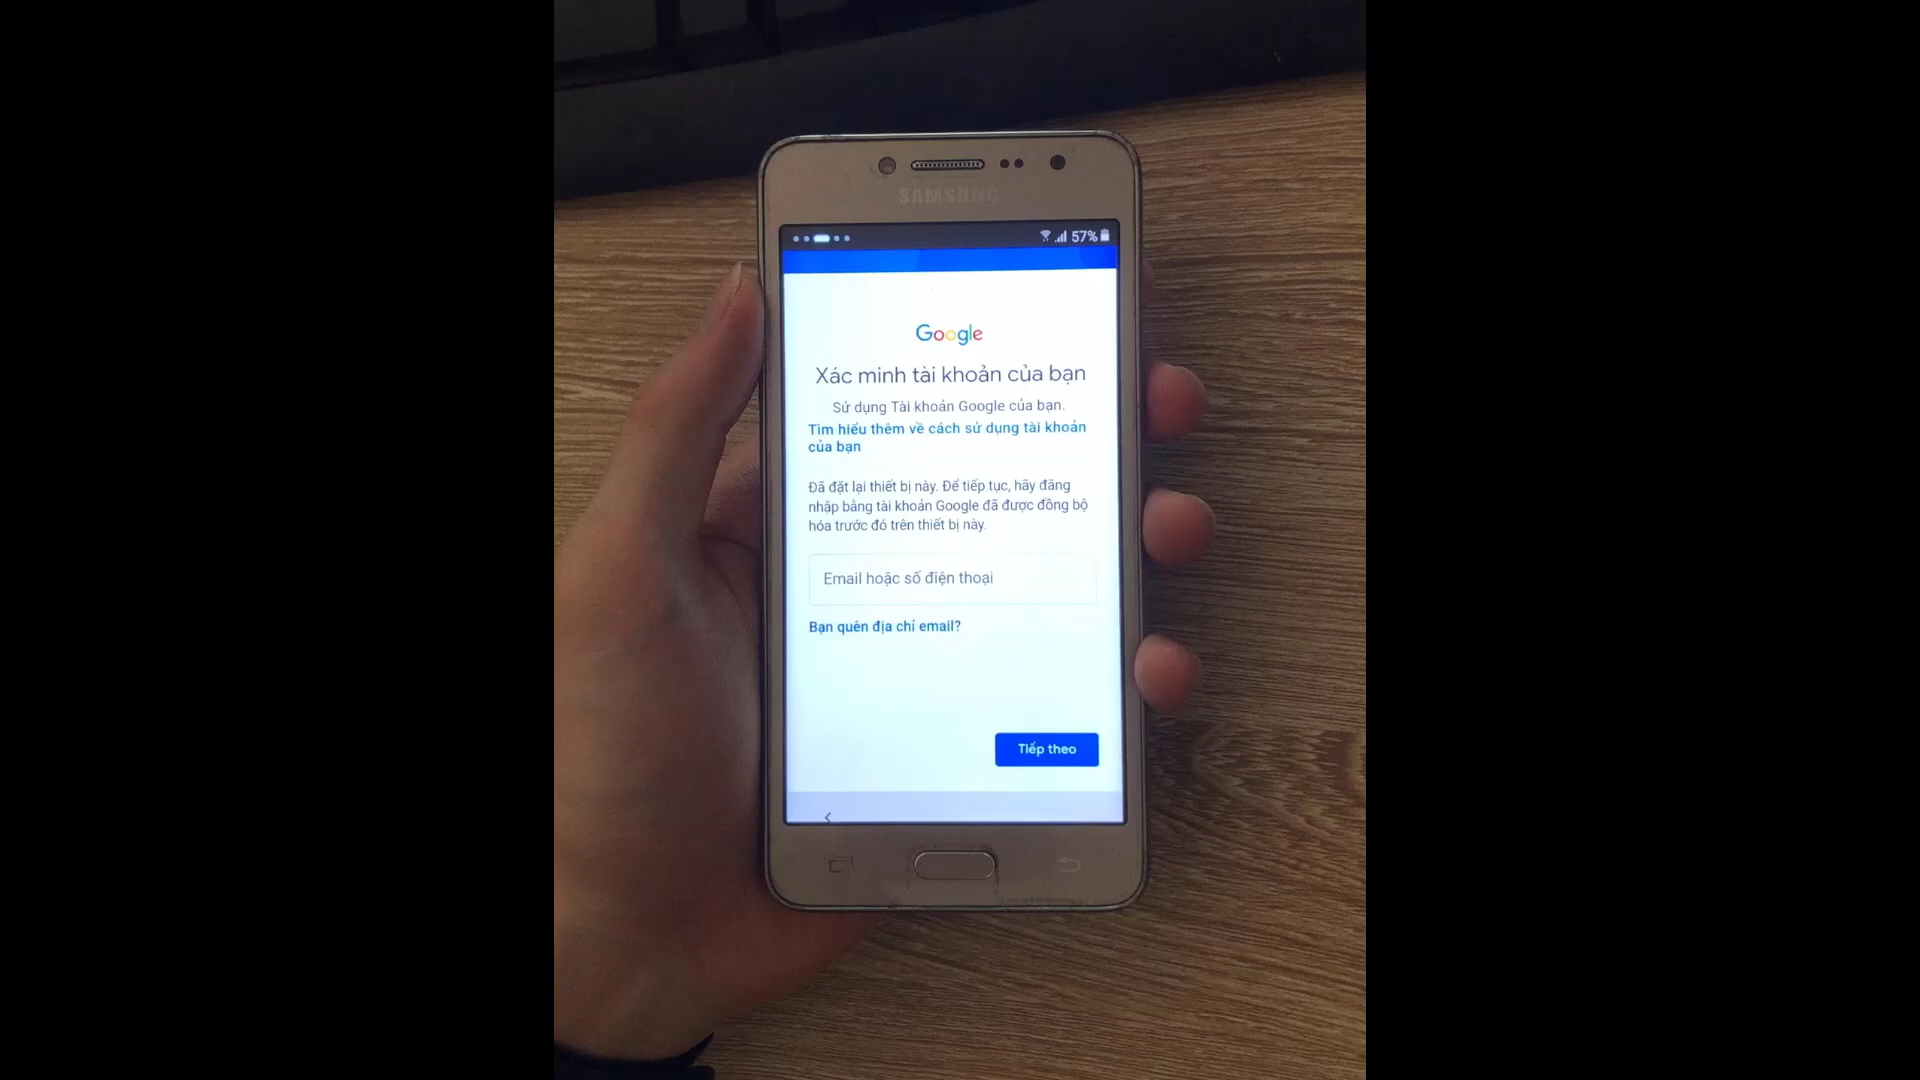 SAMSUNG
57%
Google
Xác minh tài khoản của bạn
Sử dụng Tài khoản Google của bạn.
Tìm hiểu thêm về cách sử dụng tài khoản
của bạn
Đã đặt lại thiết bị này. Để tiếp tục, hãy đăng
nhập bằng tài khoản Google đã được đồng bộ
hóa trước đó trên thiết bị này.
Email hoặc số điện thoại
Bạn quên địa chỉ email?
Tiếp theo